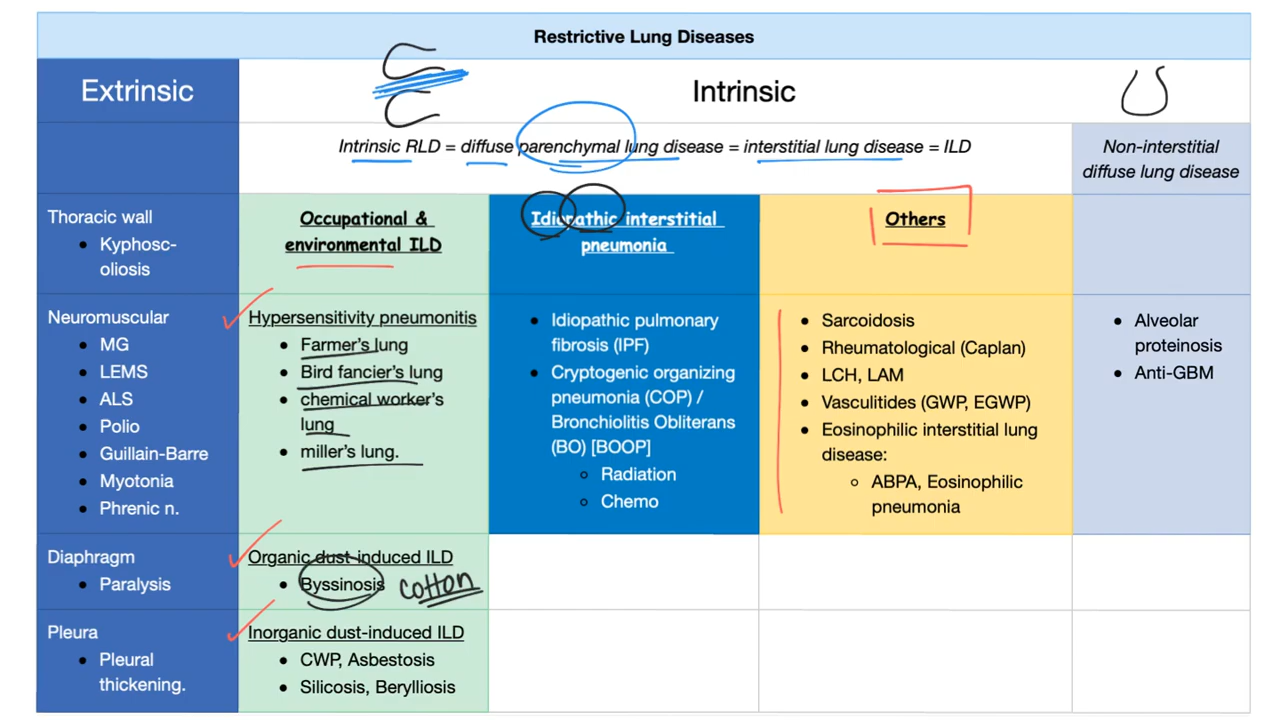 Restrictive Lung Diseases
Extrinsic
Intrinsic
Intrinsic RLD = diffuse parenchymal lung disease = interstitial lung disease = ILD
Non-interstitial
diffuse lung disease
Thoracic wall
• Kyphosc-
oliosis
Occupational &
environmental ILD
Idiopathic interstitial
pneumonia
Others
Neuromuscular
• MG
• LEMS
• ALS
• Polio
• Guillain-Barre
• Myotonia
• Phrenic n.
Hypersensitivity pneumonitis
• Farmer's lung
• Bird fancier's lung
• chemical worker's
lung
• miller's lung.
• Idiopathic pulmonary
fibrosis (IPF)
• Cryptogenic organizing
pneumonia (COP) /
Bronchiolitis Obliterans
(BO) [BOOP]
○ Radiation
○ Chemo
• Sarcoidosis
• Rheumatological (Caplan)
• LCH, LAM
• Vasculitides (GWP, EGWP)
• Eosinophilic interstitial lung
disease:
○ ABPA, Eosinophilic
pneumonia
• Alveolar
proteinosis
• Anti-GBM
Diaphragm
• Paralysis
Organic dust-induced ILD
• Byssinosis cotton
Pleura
• Pleural
thickening.
Inorganic dust-induced ILD
• CWP, Asbestosis
• Silicosis, Berylliosis